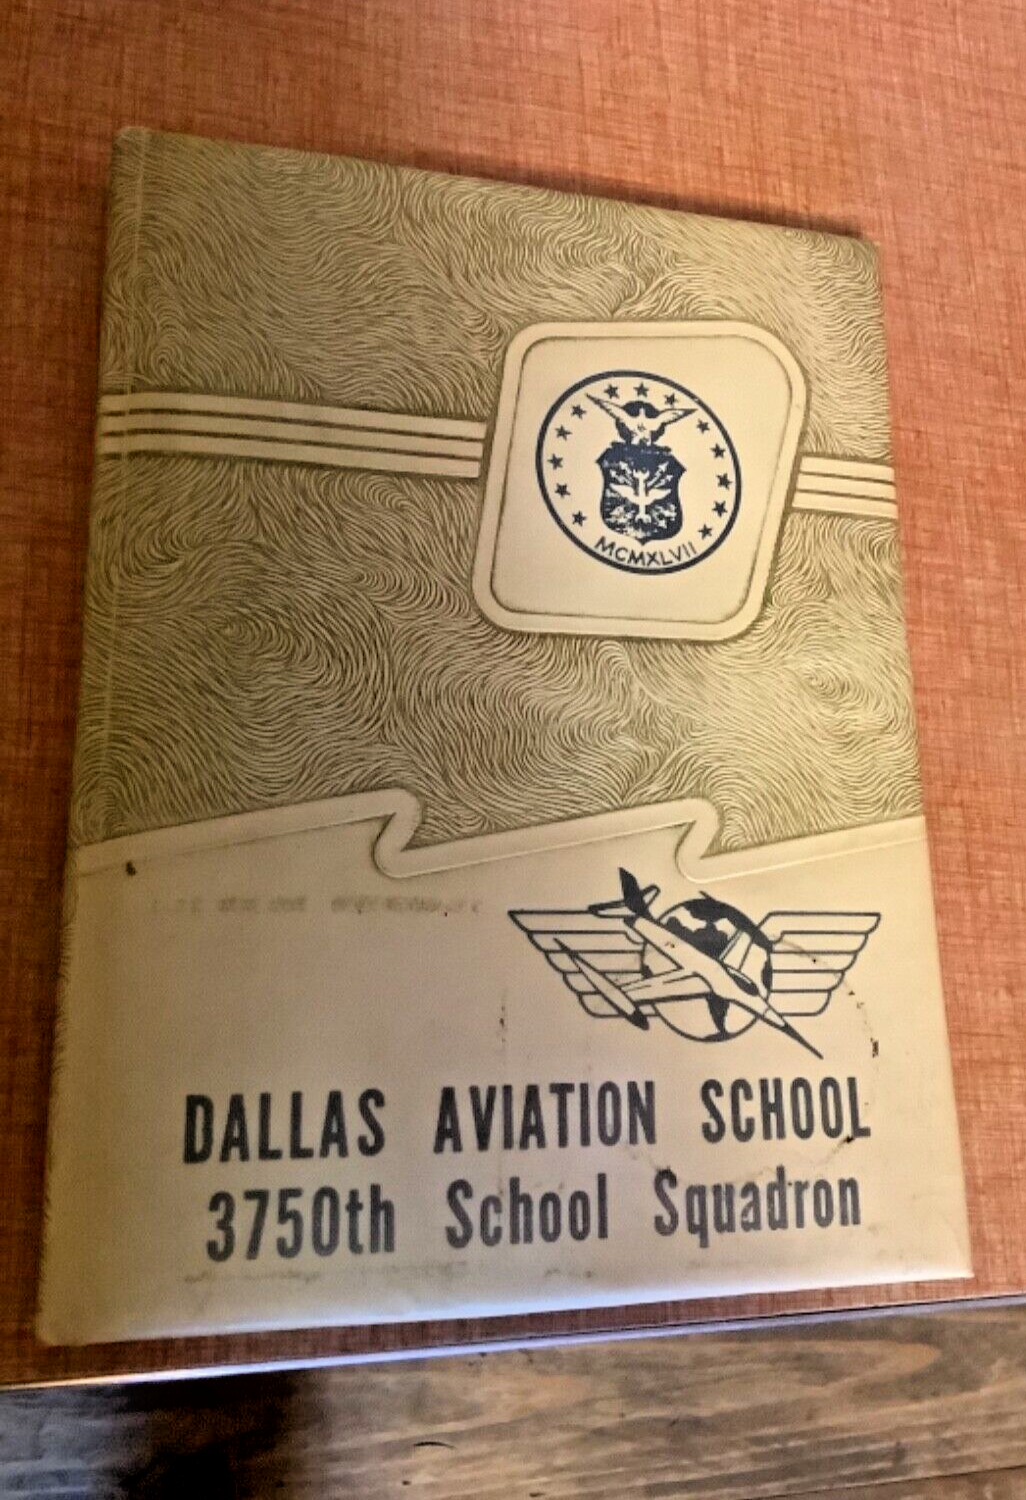 MCMXLVII
DALLAS AVIATION SCHOOL
3750th School Squadron